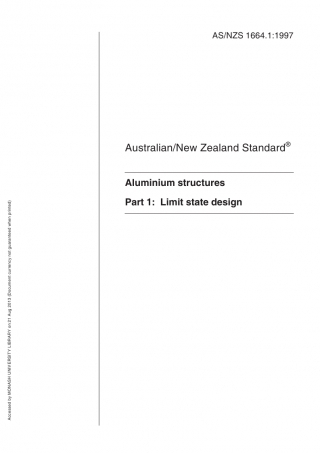 AS/NZS 1664.1:1997
Australian/New Zealand Standard®
Aluminium structures
Part 1: Limit state design
Accessed by MONASH UNIVERSITY LIBRARY on 21 Aug 2013 (Document currency not guaranteed when printed)